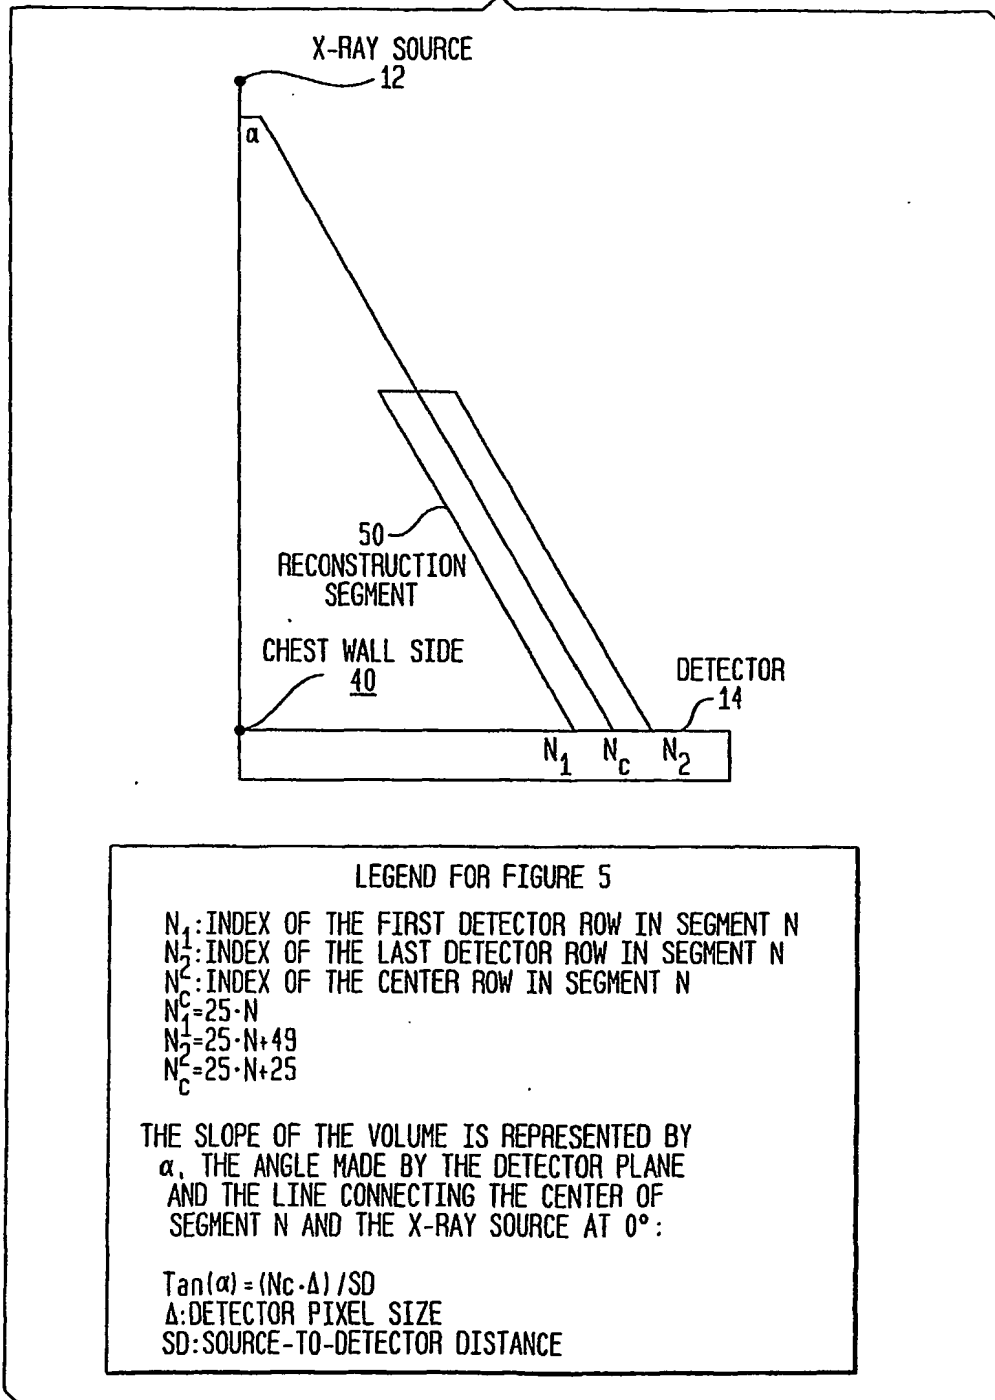 X-RAY SOURCE
12
α
50
RECONSTRUCTION
SEGMENT
CHEST WALL SIDE
40
DETECTOR
14
N1 Nc N2
LEGEND FOR FIGURE 5
N1:INDEX OF THE FIRST DETECTOR ROW IN SEGMENT N
N2:INDEX OF THE LAST DETECTOR ROW IN SEGMENT N
Nc:INDEX OF THE CENTER ROW IN SEGMENT N
N1=25·N
N2=25·N+49
Nc=25·N+25
THE SLOPE OF THE VOLUME IS REPRESENTED BY
α, THE ANGLE MADE BY THE DETECTOR PLANE
AND THE LINE CONNECTING THE CENTER OF
SEGMENT N AND THE X-RAY SOURCE AT 0°:
Tan(α)=(Nc·Δ)/SD
Δ:DETECTOR PIXEL SIZE
SD:SOURCE-TO-DETECTOR DISTANCE